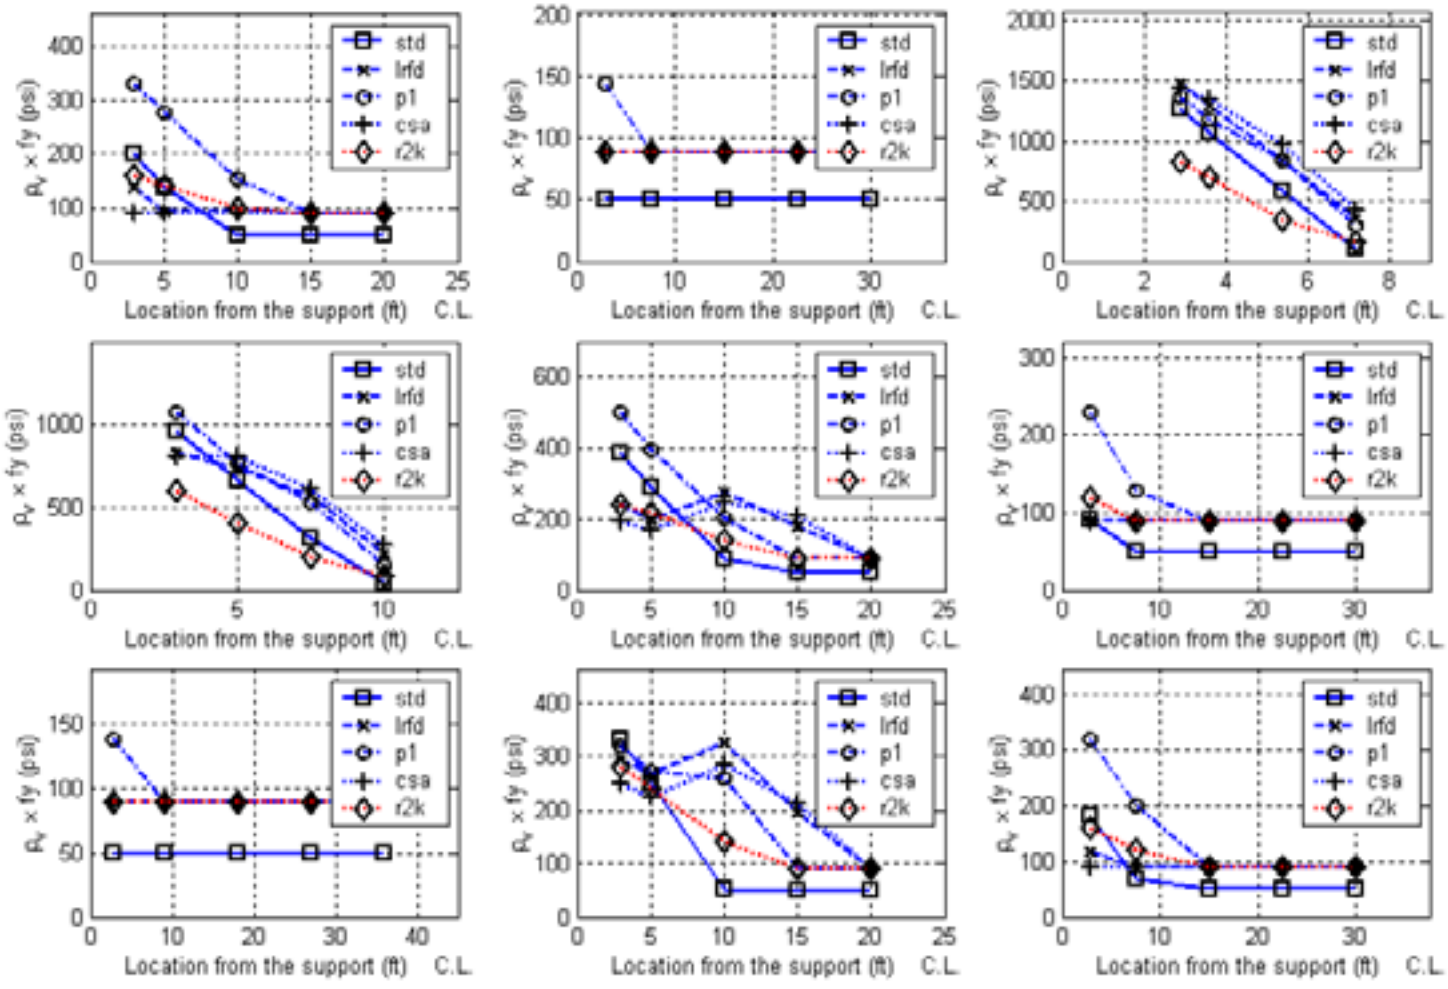 400
300
200
100
0
0 5 10 15 20 25
ρv × fy (psi)
Location from the support (ft) C.L.
std
lrfd
p1
csa
r2k
200
150
100
50
0
0 10 20 30
ρv × fy (psi)
Location from the support (ft) C.L.
std
lrfd
p1
csa
r2k
2000
1500
1000
500
0
0 2 4 6 8
ρv × fy (psi)
Location from the support (ft) C.L.
std
lrfd
p1
csa
r2k
1000
500
0
0 5 10
ρv × fy (psi)
Location from the support (ft) C.L.
std
lrfd
p1
csa
r2k
600
400
200
0
0 5 10 15 20 25
ρv × fy (psi)
Location from the support (ft) C.L.
std
lrfd
p1
csa
r2k
300
200
100
0
0 10 20 30
ρv × fy (psi)
Location from the support (ft) C.L.
std
lrfd
p1
csa
r2k
150
100
50
0
0 10 20 30 40
ρv × fy (psi)
Location from the support (ft) C.L.
std
lrfd
p1
csa
r2k
400
300
200
100
0
0 5 10 15 20 25
ρv × fy (psi)
Location from the support (ft) C.L.
std
lrfd
p1
csa
r2k
400
300
200
100
0
0 10 20 30
ρv × fy (psi)
Location from the support (ft) C.L.
std
lrfd
p1
csa
r2k